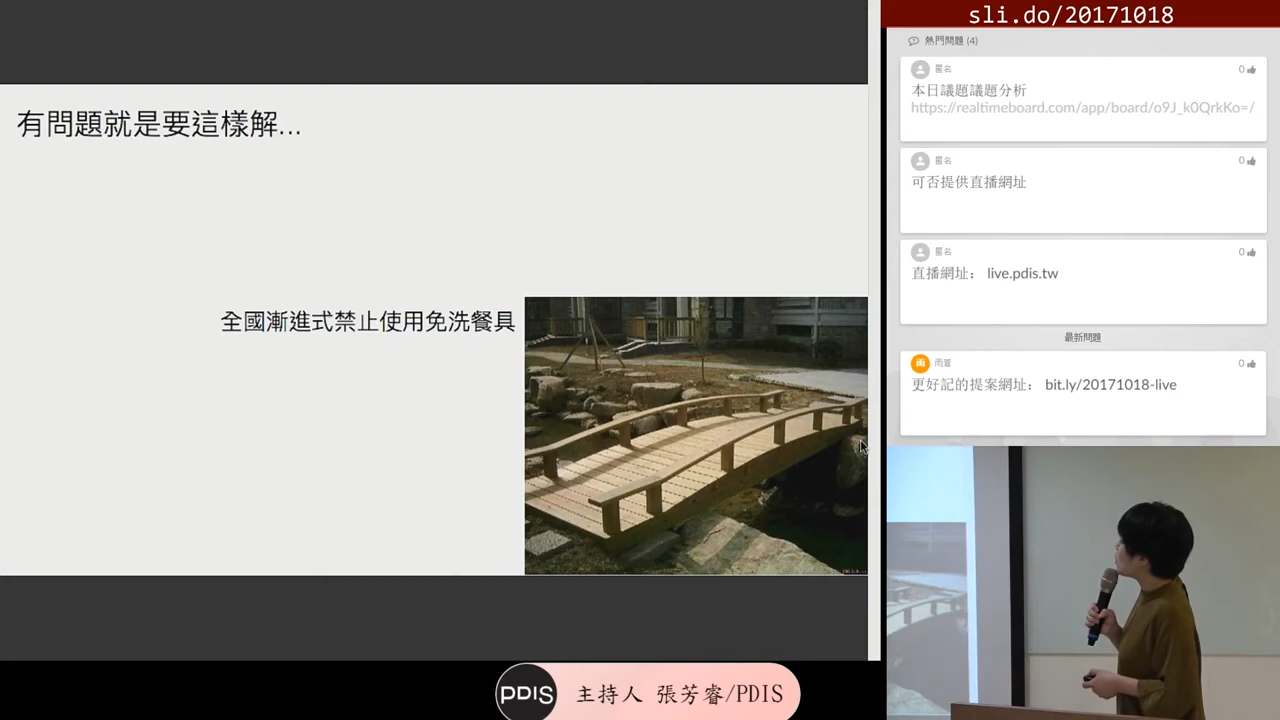 sli.do/20171018
有問題就是要這樣解...
全國漸進式禁止使用免洗餐具
熱門問題 (4)
匿名
0
本日議題議題分析
https://realtimeboard.com/app/board/o9J_k0QrkKo=/
匿名
0
可否提供直播網址
匿名
0
直播網址： live.pdis.tw
最新問題
雨
雨萱
0
更好記的提案網址： bit.ly/20171018-live
PDIS
主持人 張芳睿/PDIS